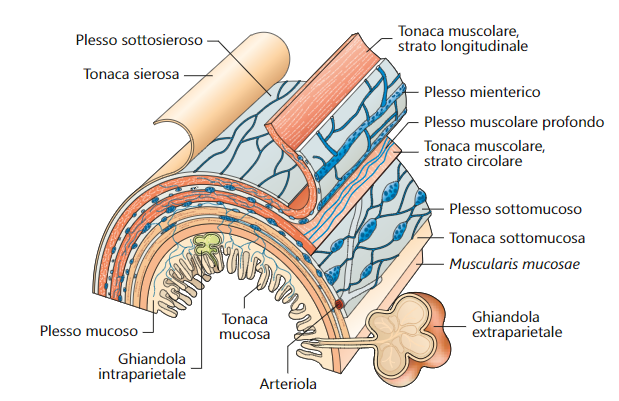 Plesso sottosieroso
Tonaca sierosa
Tonaca muscolare,
strato longitudinale
Plesso mienterico
Plesso muscolare profondo
Tonaca muscolare,
strato circolare
Plesso sottomucoso
Tonaca sottomucosa
Muscularis mucosae
Ghiandola
extraparietale
Plesso mucoso
Ghiandola
intraparietale
Tonaca
mucosa
Arteriola